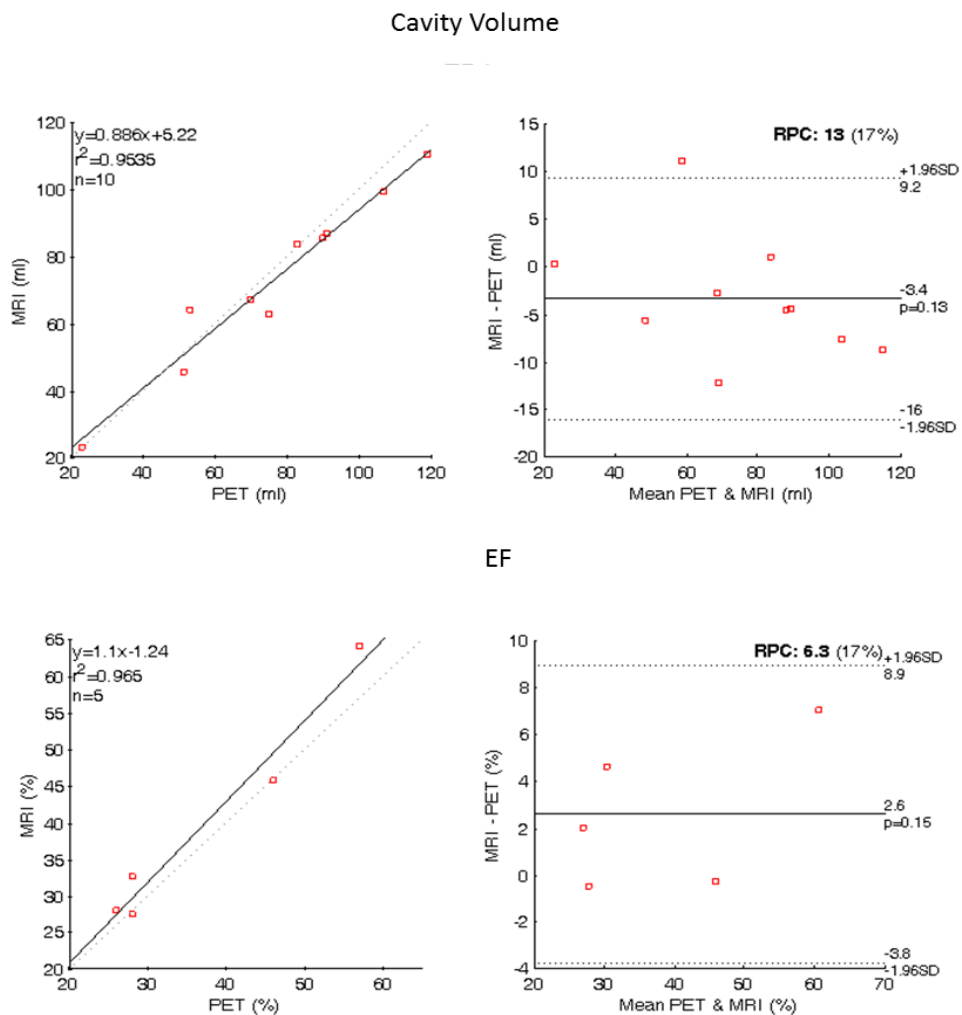 Cavity Volume
y=0.886x+5.22
r²=0.9535
n=10
120
100
80
60
40
20
MRI (ml)
20
40
60
80
100
120
PET (ml)
RPC: 13 (17%)
+1.96SD
9.2
-3.4
p=0.13
-16
-1.96SD
15
10
5
0
-5
-10
-15
-20
MRI - PET (ml)
20
40
60
80
100
120
Mean PET & MRI (ml)
EF
y=1.1x-1.24
r²=0.965
n=5
65
60
55
50
45
40
35
30
25
20
MRI (%)
20
30
40
50
60
PET (%)
RPC: 6.3 (17%)
+1.96SD
8.9
2.6
p=0.15
-3.8
-1.96SD
10
8
6
4
2
0
-2
-4
MRI - PET (%)
20
30
40
50
60
70
Mean PET & MRI (%)